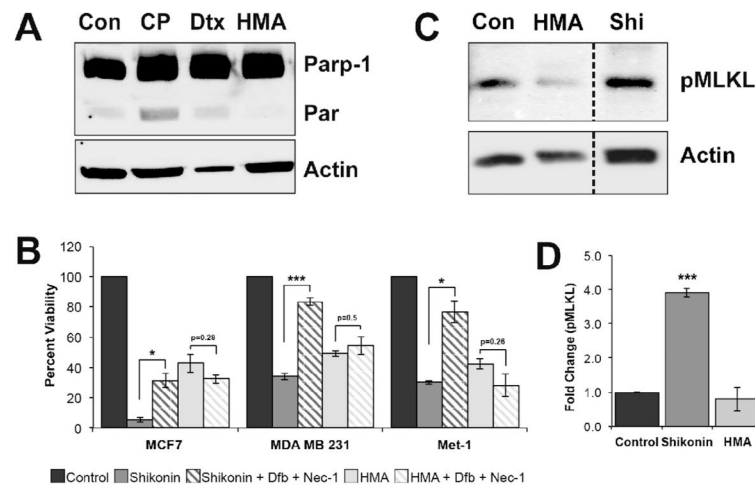 A
Con CP Dtx HMA
Parp-1
Par
Actin
C
Con HMA Shi
pMLKL
Actin
B
Percent Viability
120
100
80
60
40
20
0
*
p=0.28
***
p=0.5
*
p=0.26
MCF7 MDA MB 231 Met-1
Control Shikonin Shikonin + Dfb + Nec-1 HMA HMA + Dfb + Nec-1
D
Fold Change (pMLKL)
5.0
4.0
3.0
2.0
1.0
0.0
***
Control Shikonin HMA